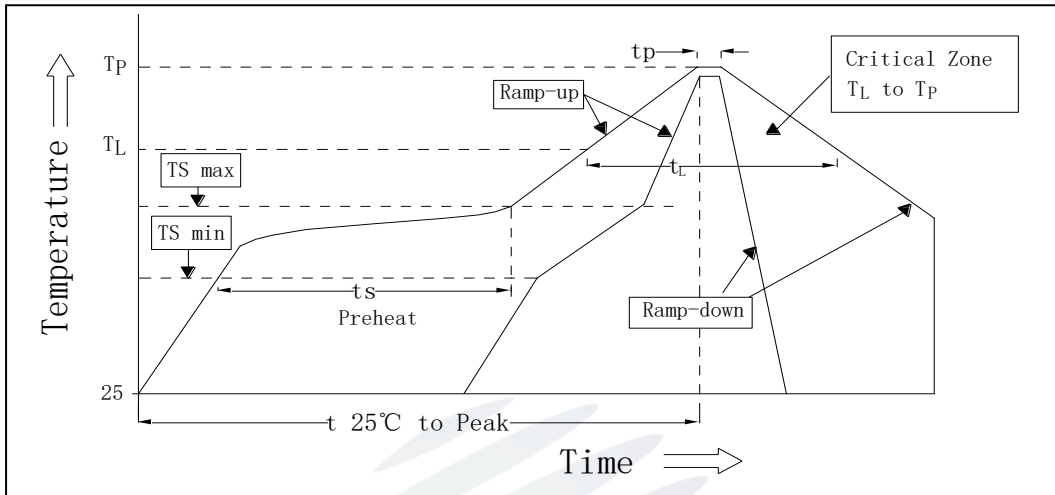 tp
Critical Zone
TL to TP
TP
Ramp-up
TL
TS max
tL
TS min
ts
Preheat
Ramp-down
25
t 25℃ to Peak
Time
Temperature